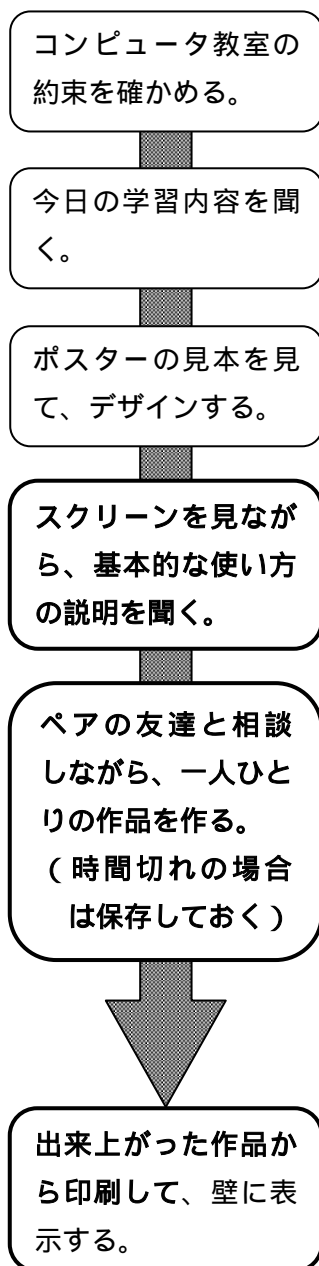 コンピュータ教室の
約束を確かめる。
今日の学習内容を聞
く。
ポスターの見本を見
て、デザインする。
スクリーンを見なが
ら、基本的な使い方
の説明を聞く。
ペアの友達と相談
しながら、一人ひと
りの作品を作る。
（時間切れの場合
は保存しておく）
出来上がった作品か
ら印刷して、壁に表
示する。